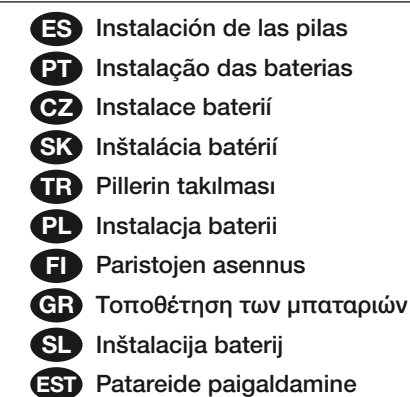 ES Instalación de las pilas
PT Instalação das baterias
CZ Instalace baterií
SK Inštalácia batérií
TR Pillerin takılması
PL Instalacja baterii
FI Paristojen asennus
GR Τοποθέτηση των μπαταριών
SL Inštalacija baterij
EST Patareide paigaldamine